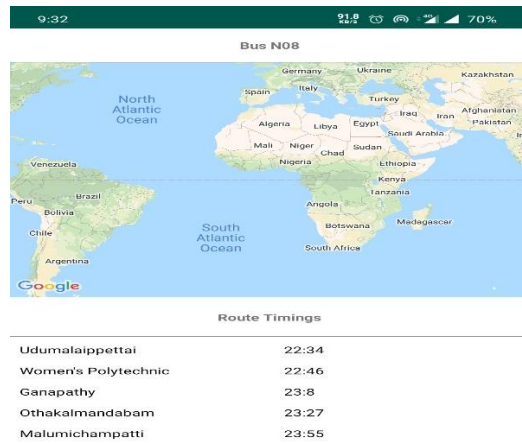 9:32 91.8 KB/S 4G 70%
Bus N08
Germany Ukraine Kazakhstan
Spain Italy Turkey
North Atlantic Ocean
Iraq Iran Afghanistan
Pakistan
Algeria Libya Egypt Saudi Arabia
Mali Niger Chad Sudan
Nigeria Ethiopia
Venezuela
Kenya
Tanzania
Peru Brazil
Angola
Bolivia
Botswana Madagascar
Chile
South Atlantic Ocean
South Africa
Argentina
Google
Route Timings
Udumalaippettai 22:34
Women's Polytechnic 22:46
Ganapathy 23:8
Othakalmandabam 23:27
Malumichampatti 23:55